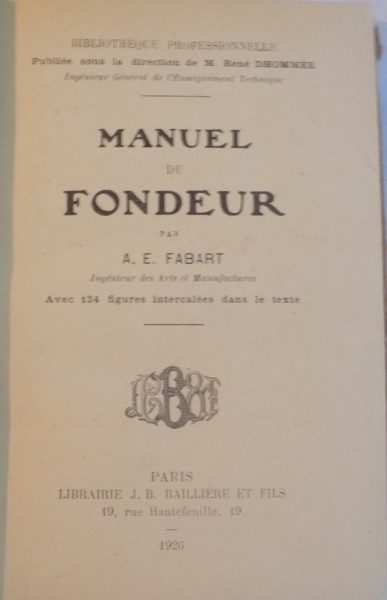 BIBLIOTHÈQUE PROFESSIONNELLE
Publiée sous la direction de M. René DHOMMÉE
Ingénieur Général de l'Enseignement Technique
MANUEL
DU
FONDEUR
PAR
A. E. FABART
Ingénieur des Arts et Manufactures
Avec 124 figures intercalées dans le texte
PARIS
LIBRAIRIE J. B. BAILLIÈRE ET FILS
19, rue Hautefeuille, 19
1926